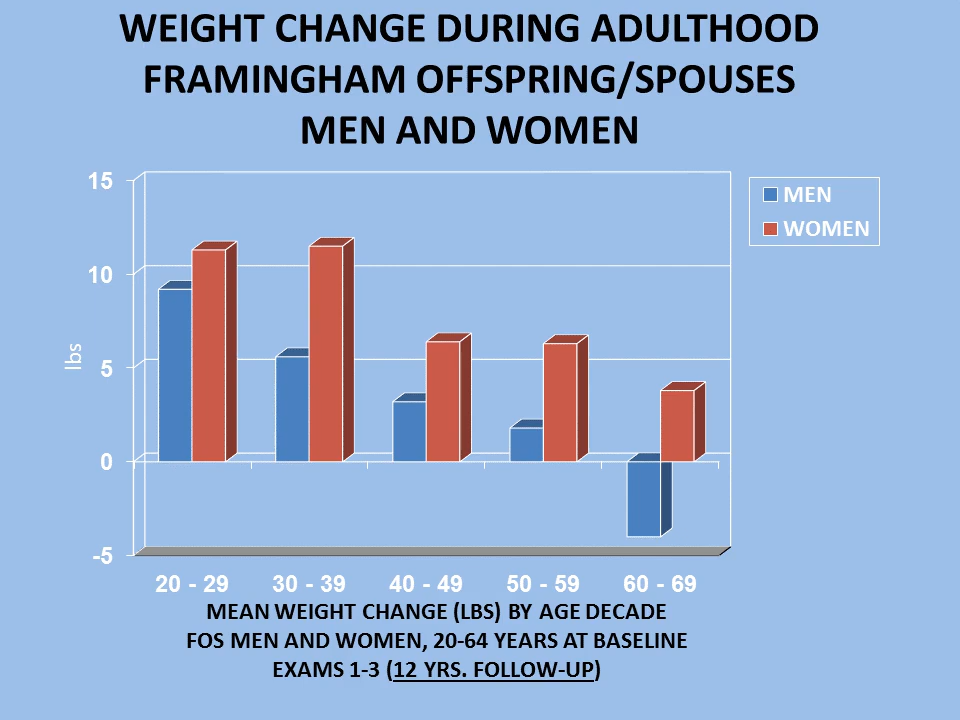 WEIGHT CHANGE DURING ADULTHOOD
FRAMINGHAM OFFSPRING/SPOUSES
MEN AND WOMEN
MEN
WOMEN
15
10
5
0
-5
lbs
20 - 29 30 - 39 40 - 49 50 - 59 60 - 69
MEAN WEIGHT CHANGE (LBS) BY AGE DECADE
FOS MEN AND WOMEN, 20-64 YEARS AT BASELINE
EXAMS 1-3 (12 YRS. FOLLOW-UP)